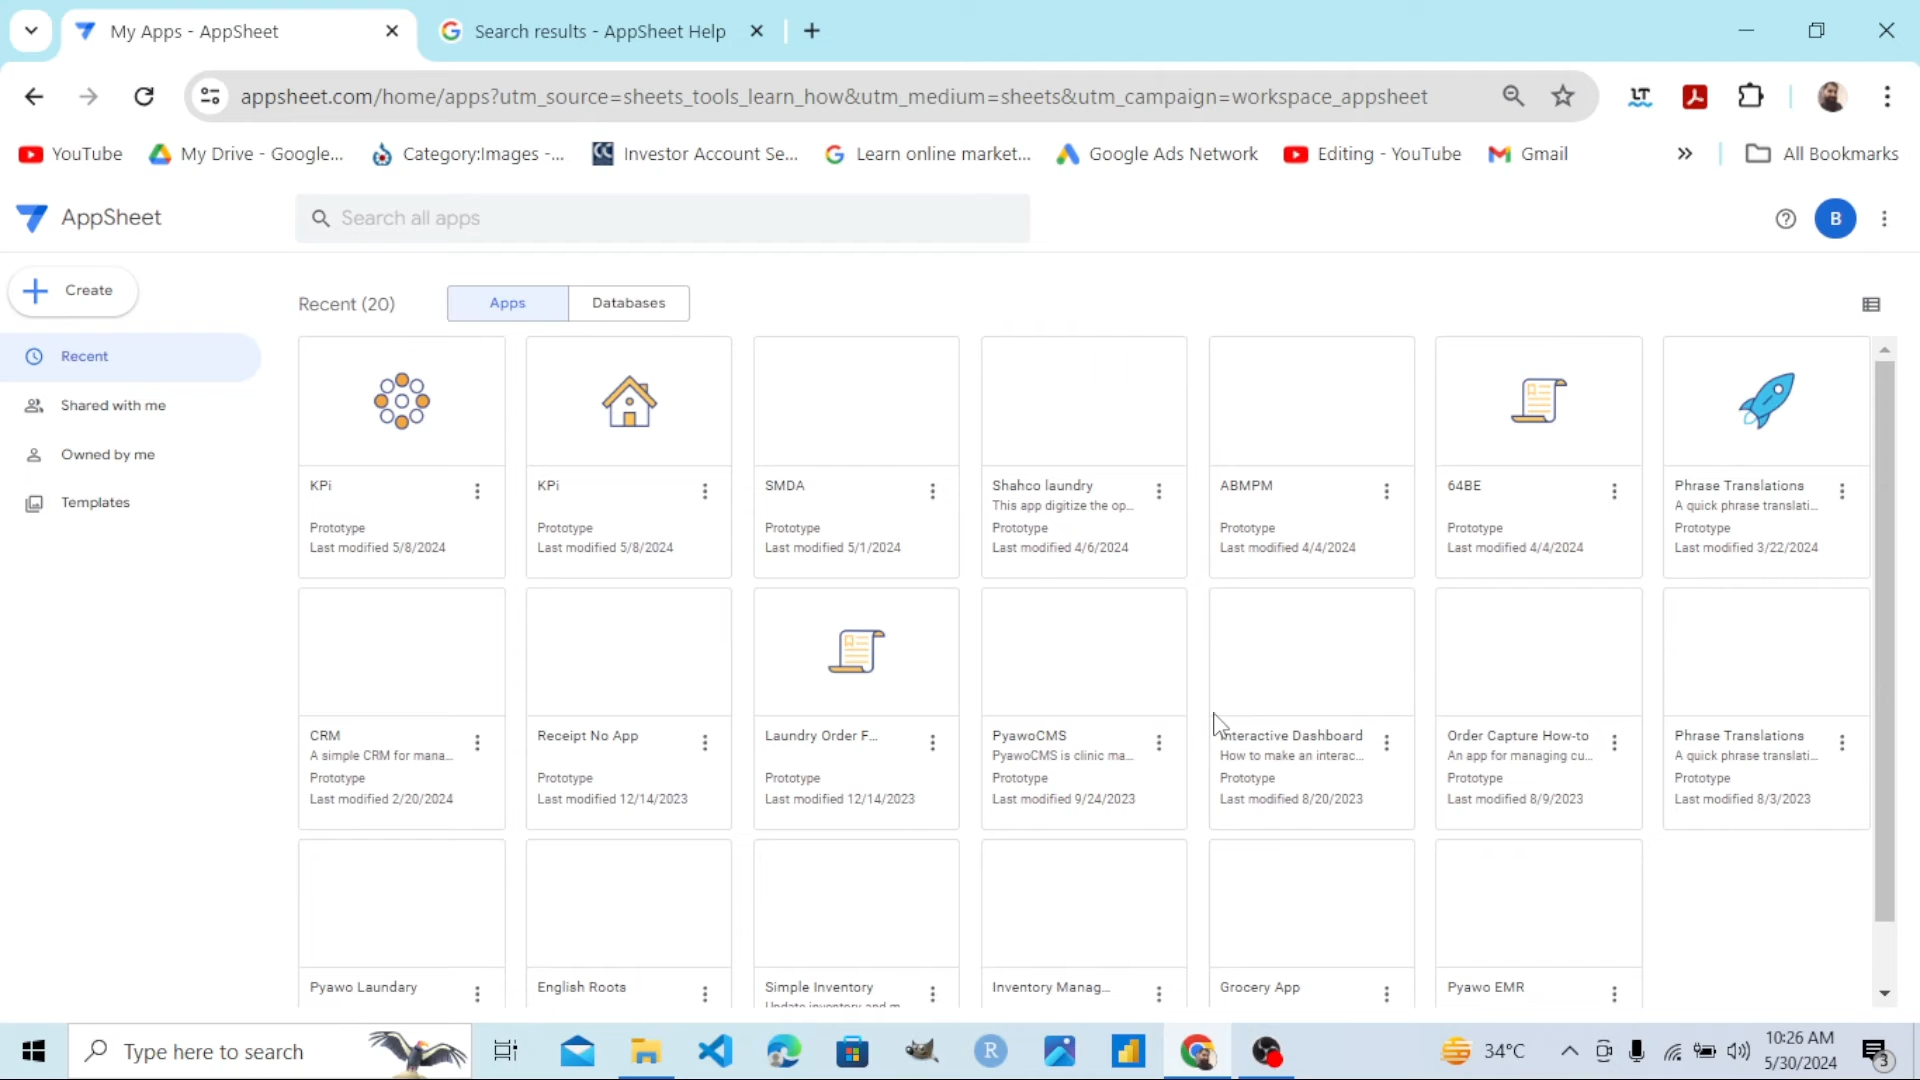 My Apps - AppSheet
Search results - AppSheet Help
appsheet.com/home/apps?utm_source=sheets_tools_learn_how&utm_medium=sheets&utm_campaign=workspace_appsheet
LT
YouTube
My Drive - Google...
Category:Images -...
Investor Account Se...
Learn online market...
Google Ads Network
Editing - YouTube
Gmail
All Bookmarks
AppSheet
Search all apps
B
Create
Recent (20)
Apps
Databases
Recent
Shared with me
Owned by me
Templates
KPi
Prototype
Last modified 5/8/2024
KPi
Prototype
Last modified 5/8/2024
SMDA
Prototype
Last modified 5/1/2024
Shahco laundry
This app digitize the op...
Prototype
Last modified 4/6/2024
ABMPM
Prototype
Last modified 4/4/2024
64BE
Prototype
Last modified 4/4/2024
Phrase Translations
A quick phrase translati...
Prototype
Last modified 3/22/2024
CRM
A simple CRM for mana...
Prototype
Last modified 2/20/2024
Receipt No App
Prototype
Last modified 12/14/2023
Laundry Order F...
Prototype
Last modified 12/14/2023
PyawoCMS
PyawoCMS is clinic ma...
Prototype
Last modified 9/24/2023
Interactive Dashboard
How to make an interac...
Prototype
Last modified 8/20/2023
Order Capture How-to
An app for managing cu...
Prototype
Last modified 8/9/2023
Phrase Translations
A quick phrase translati...
Prototype
Last modified 8/3/2023
Pyawo Laundary
English Roots
Simple Inventory
Inventory Manag...
Grocery App
Pyawo EMR
Type here to search
R
34°C
10:26 AM
5/30/2024
3